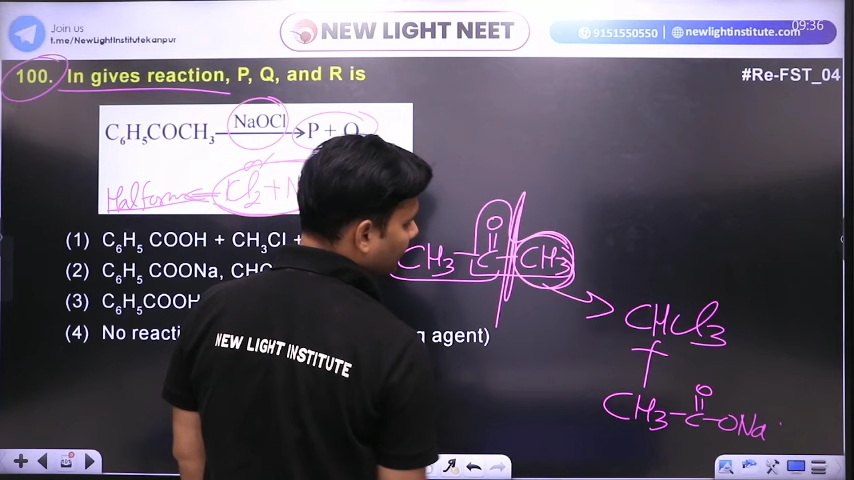 Join us
t.me/NewLightInstitutekanpur
NEW LIGHT NEET
9151550550 | newlightinstitute.com
09:36
100. In gives reaction, P, Q, and R is
#Re-FST_04
C6H5COCH3 NaOCl → P + Q
Haloform Cl2 + N
(1) C6H5 COOH + CH3Cl +
(2) C6H5 COONa,
(3) C6H5COOH
(4) No g agent)
NEW LIGHT INSTITUTE
O
CH3 - C - CH3
CHCl3
+
O
CH3-C-ONa